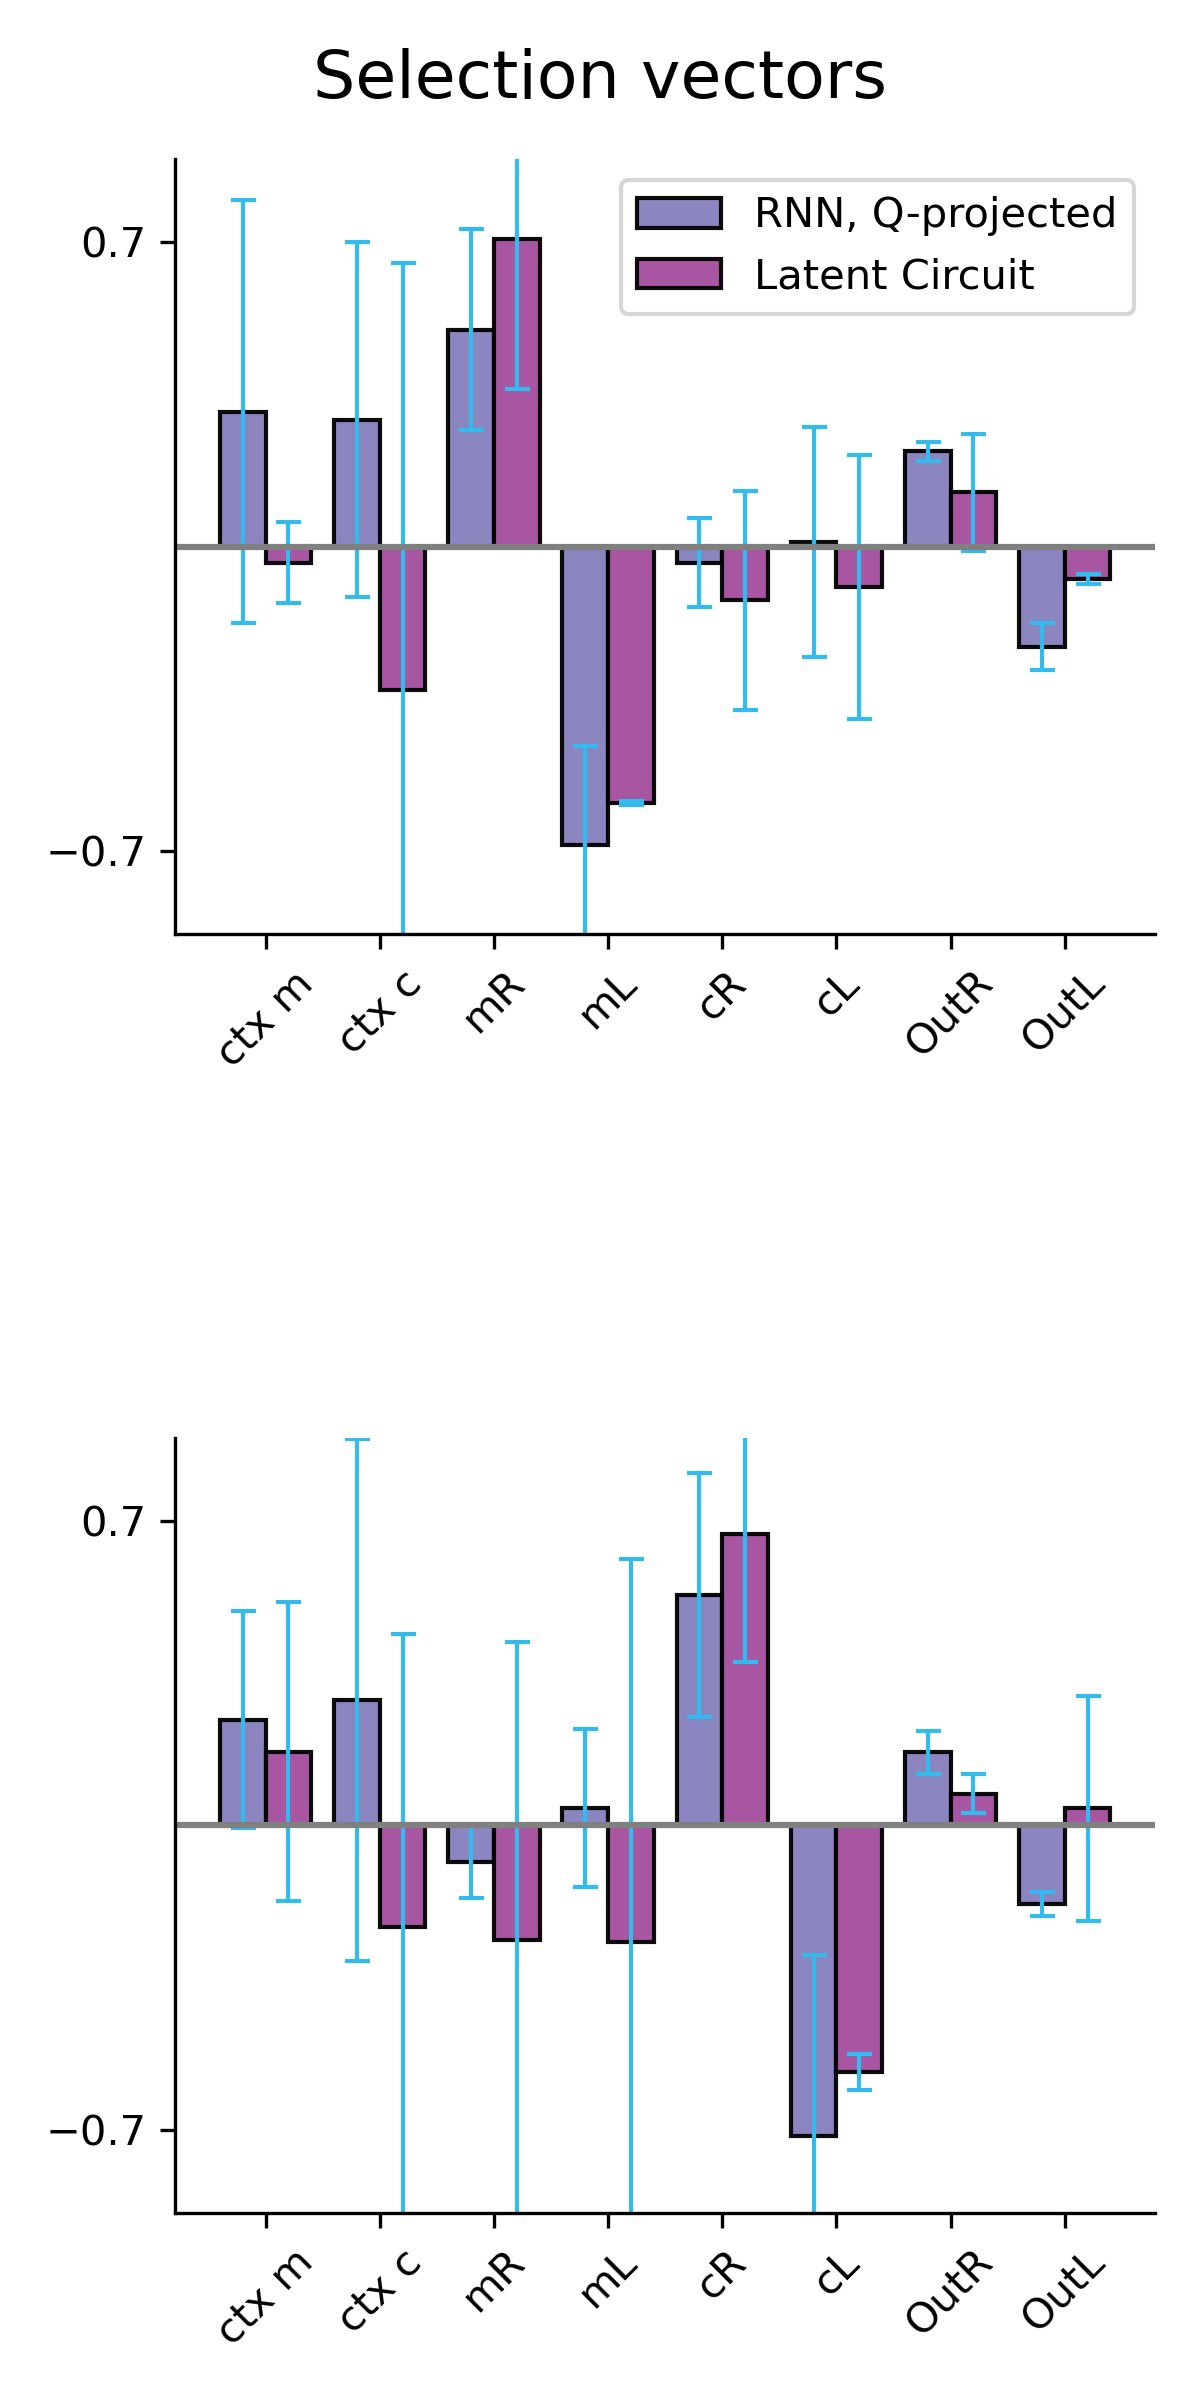 Selection vectors
RNN, Q-projected
Latent Circuit
0.7
−0.7
ctx m
ctx c
mR
mL
cR
cL
OutR
OutL
0.7
−0.7
ctx m
ctx c
mR
mL
cR
cL
OutR
OutL